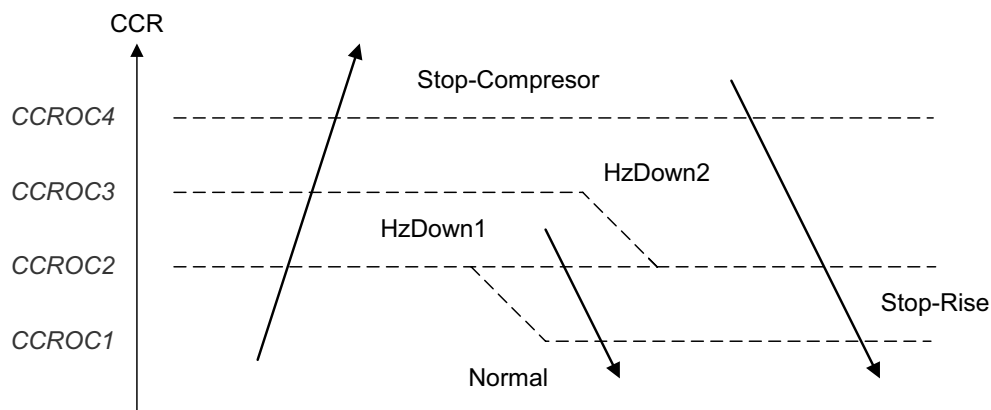 CCR
Stop-Compresor
CCROC4
HzDown2
CCROC3
HzDown1
CCROC2
Stop-Rise
CCROC1
Normal